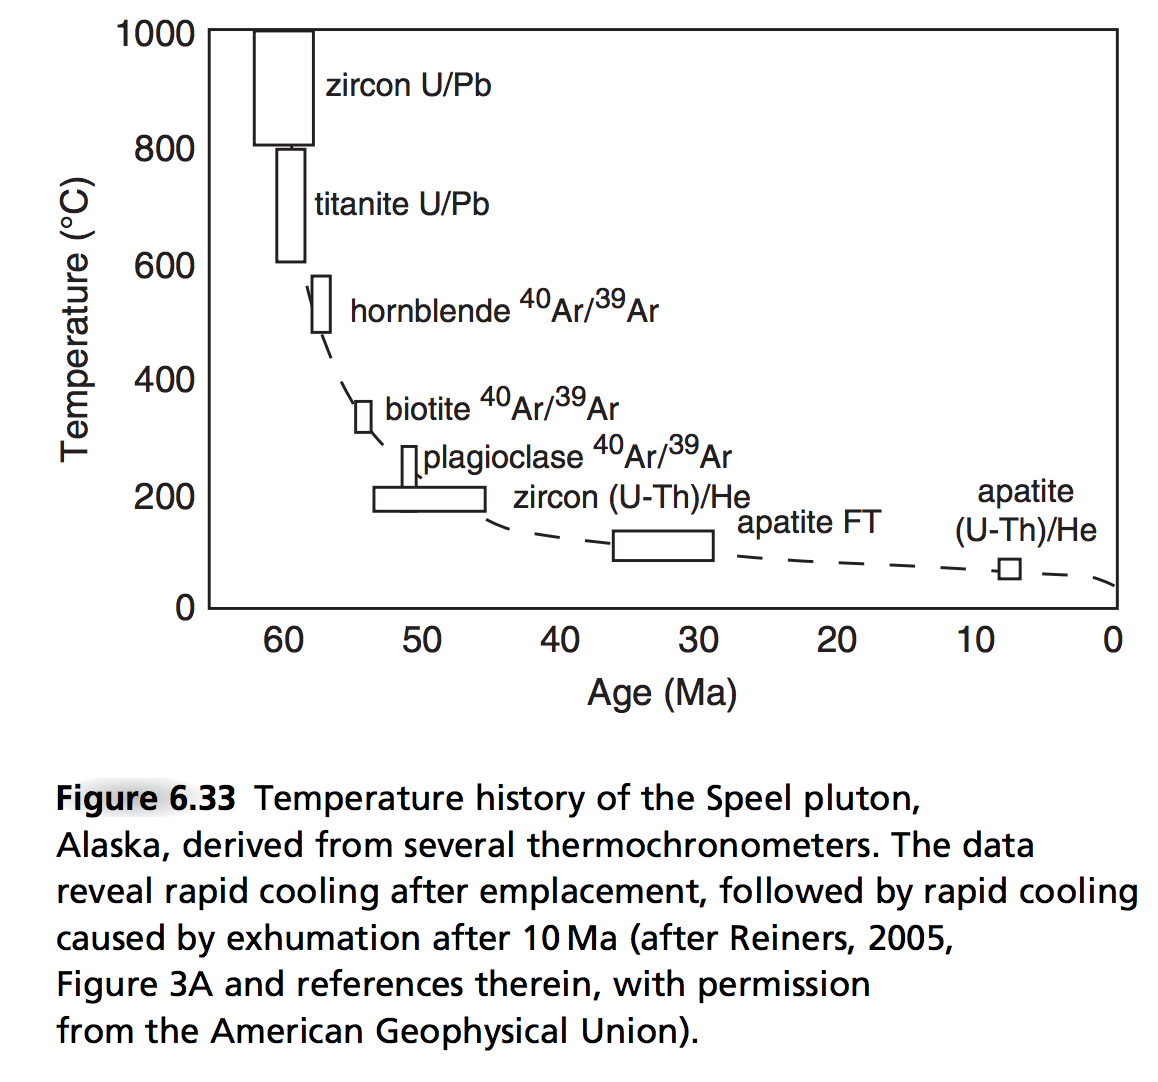 1000
zircon U/Pb
800
titanite U/Pb
600
hornblende ⁴⁰Ar/³⁹Ar
400
biotite ⁴⁰Ar/³⁹Ar
plagioclase ⁴⁰Ar/³⁹Ar
200
zircon (U-Th)/He
apatite FT
apatite
(U-Th)/He
0
Temperature (°C)
60 50 40 30 20 10 0
Age (Ma)
Figure 6.33 Temperature history of the Speel pluton,
Alaska, derived from several thermochronometers. The data
reveal rapid cooling after emplacement, followed by rapid cooling
caused by exhumation after 10 Ma (after Reiners, 2005,
Figure 3A and references therein, with permission
from the American Geophysical Union).